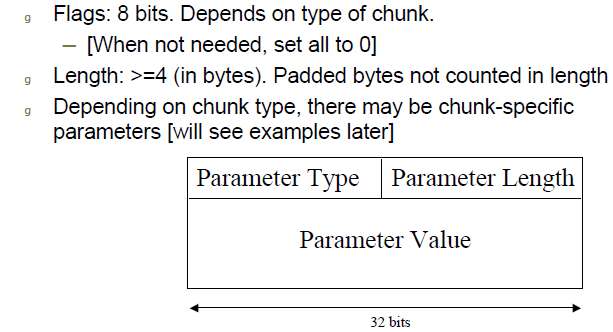 g Flags: 8 bits. Depends on type of chunk.
– [When not needed, set all to 0]
g Length: >=4 (in bytes). Padded bytes not counted in length
g Depending on chunk type, there may be chunk-specific
parameters [will see examples later]
Parameter Type Parameter Length
Parameter Value
32 bits